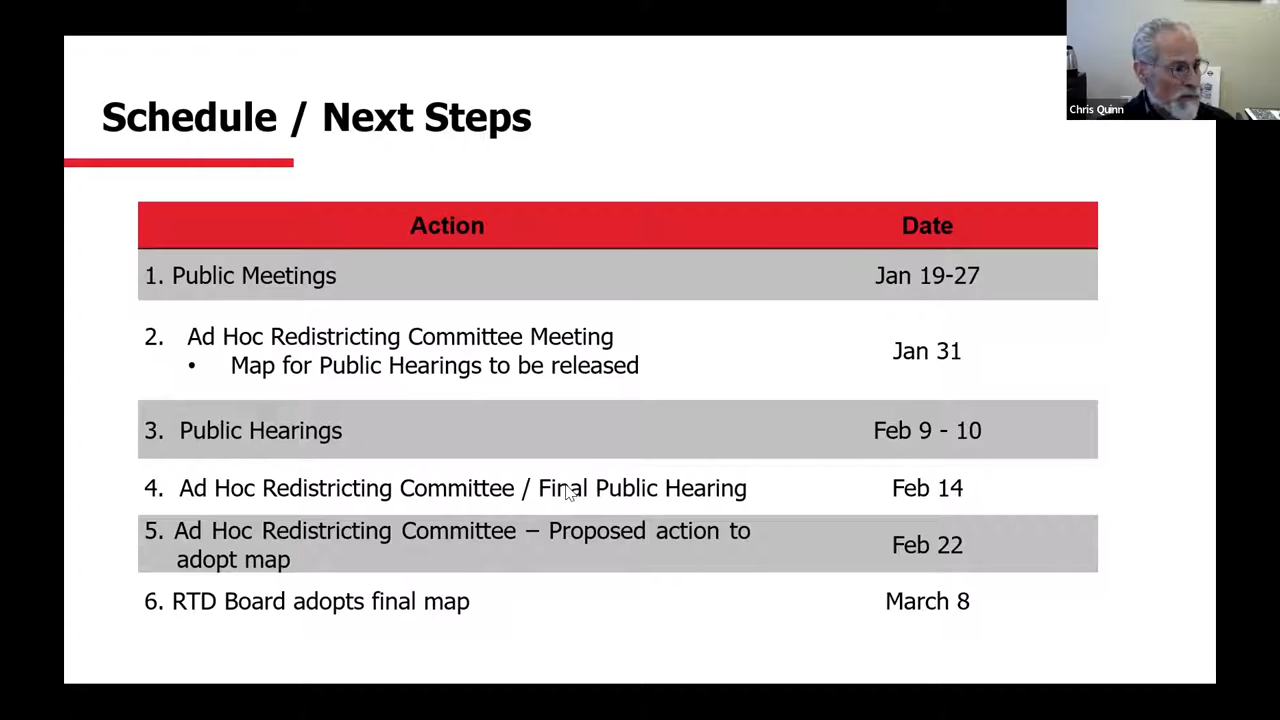 Chris Quinn
Schedule / Next Steps
Action Date
1. Public Meetings Jan 19-27
2. Ad Hoc Redistricting Committee Meeting
• Map for Public Hearings to be released
Jan 31
3. Public Hearings Feb 9 - 10
4. Ad Hoc Redistricting Committee / Final Public Hearing Feb 14
5. Ad Hoc Redistricting Committee – Proposed action to
adopt map
Feb 22
6. RTD Board adopts final map March 8